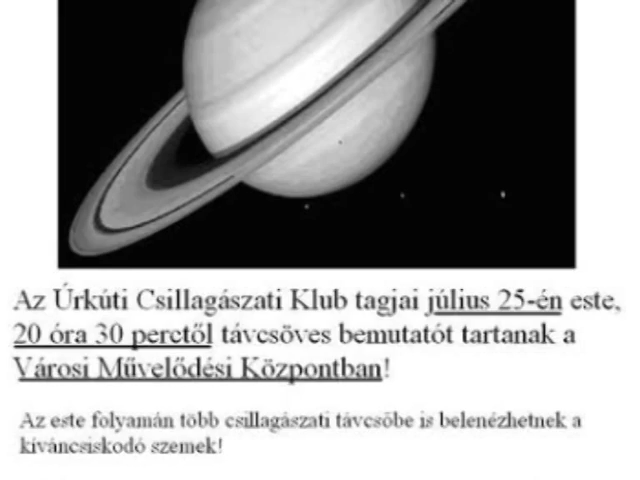 Az Úrkúti Csillagászati Klub tagjai július 25-én este,
20 óra 30 perctől távcsöves bemutatót tartanak a
Városi Művelődési Központban!
Az este folyamán több csillagászati távcsőbe is belenézhetnek a
kíváncsiskodó szemek!